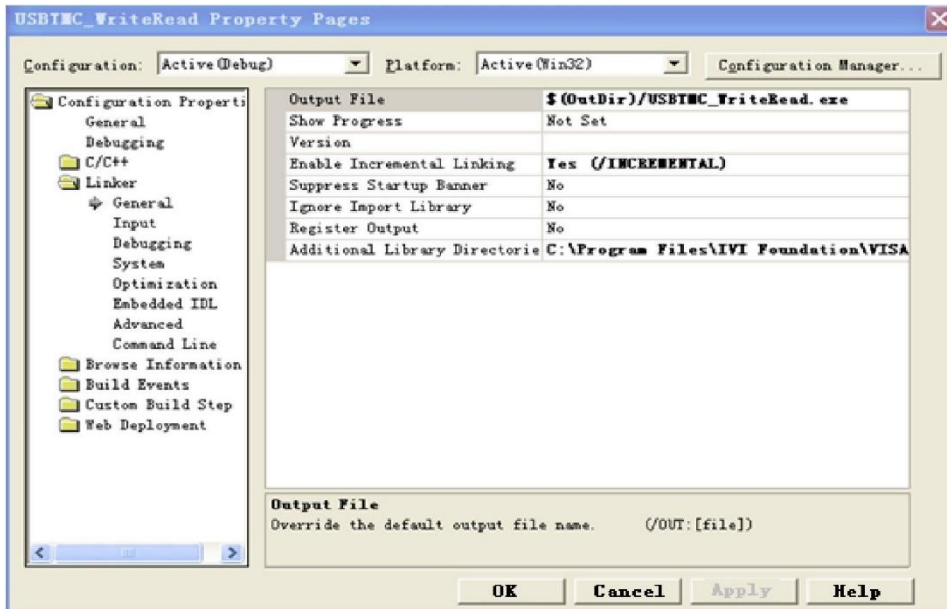 USBTMC_WriteRead Property Pages
Configuration: Active(Debug) Platform: Active(Win32) Configuration Manager...
Configuration Properti
General
Debugging
C/C++
Linker
General
Input
Debugging
System
Optimization
Embedded IDL
Advanced
Command Line
Browse Information
Build Events
Custom Build Step
Web Deployment
Output File $(OutDir)/USBTMC_WriteRead.exe
Show Progress Not Set
Version
Enable Incremental Linking Yes (/INCREMENTAL)
Suppress Startup Banner No
Ignore Import Library No
Register Output No
Additional Library Directorie C:\Program Files\IVI Foundation\VISA
Output File
Override the default output file name. (/OUT:[file])
OK Cancel Apply Help